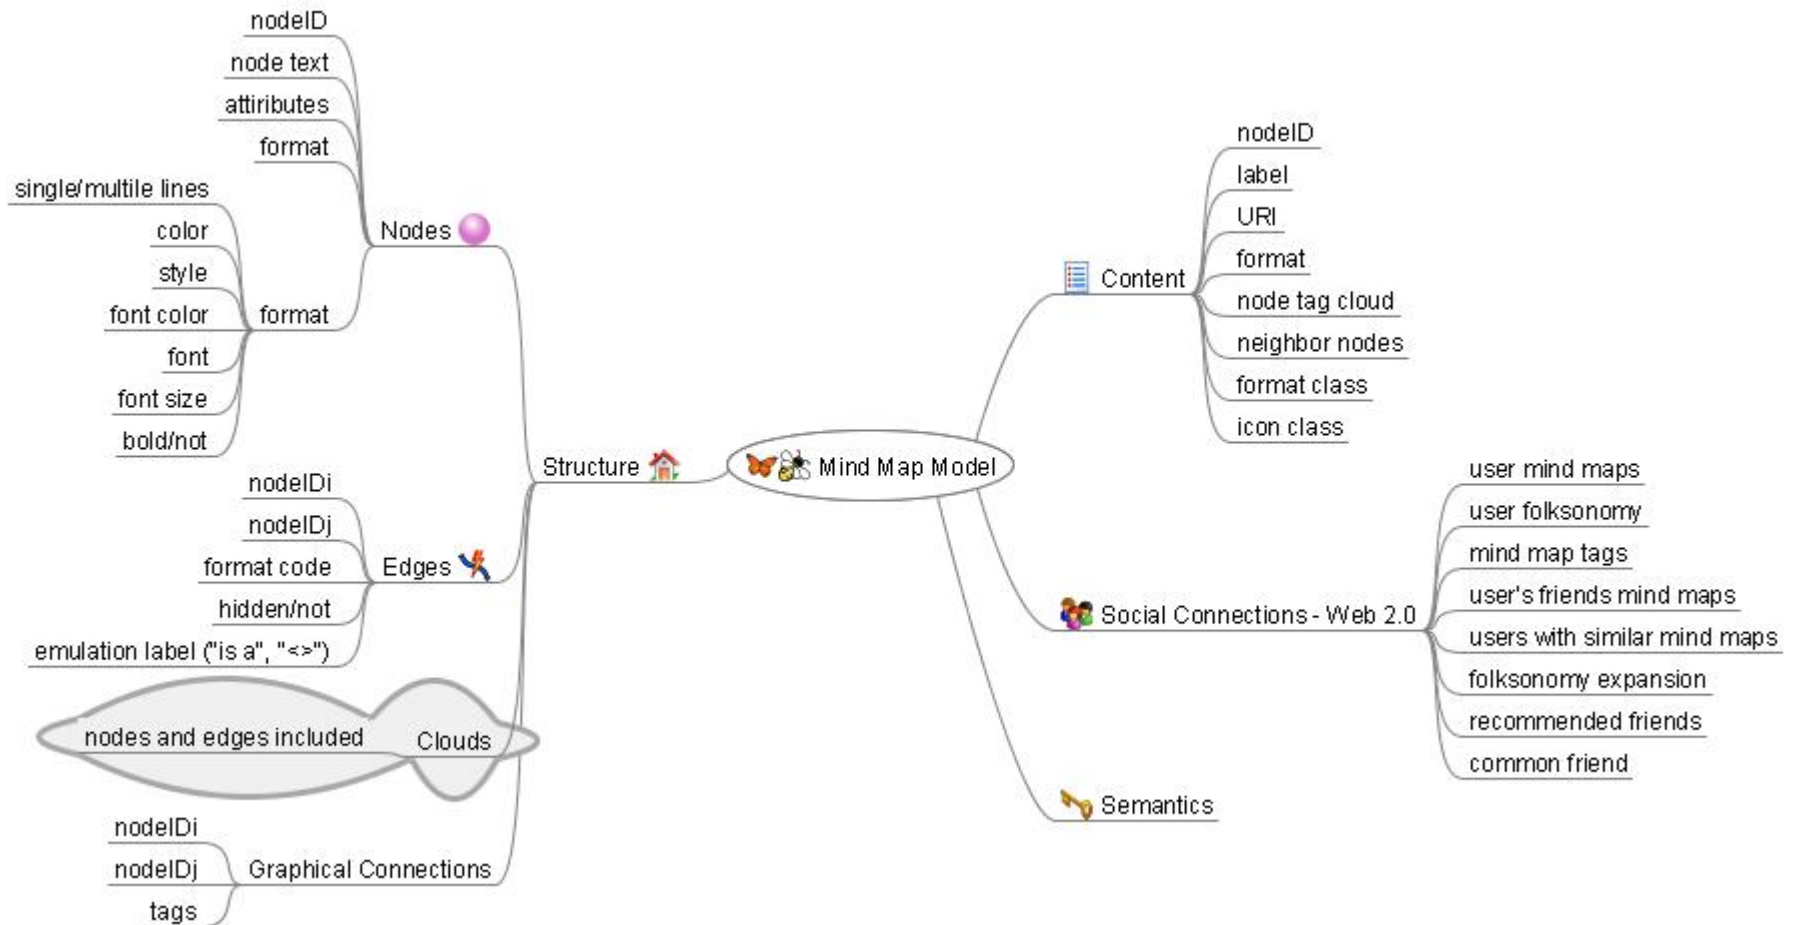 nodeID
node text
attiributes
format
single/multile lines
color
style
font color
font
font size
bold/not
format
Nodes
nodeIDi
nodeIDj
format code
hidden/not
emulation label ("is a", "<>")
Edges
nodes and edges included
Clouds
nodeIDi
nodeIDj
tags
Graphical Connections
Structure
Mind Map Model
Content
nodeID
label
URI
format
node tag cloud
neighbor nodes
format class
icon class
Social Connections - Web 2.0
user mind maps
user folksonomy
mind map tags
user's friends mind maps
users with similar mind maps
folksonomy expansion
recommended friends
common friend
Semantics